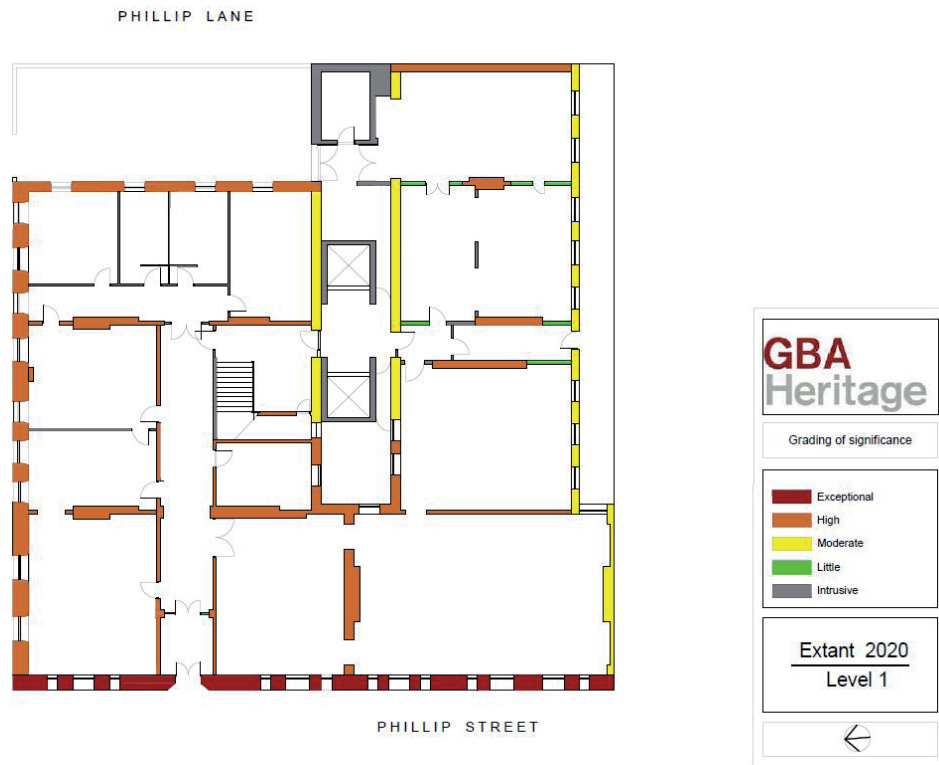 PHILLIP LANE
GBA
Heritage
Grading of significance
Exceptional
High
Moderate
Little
Intrusive
Extant 2020
Level 1
PHILLIP STREET